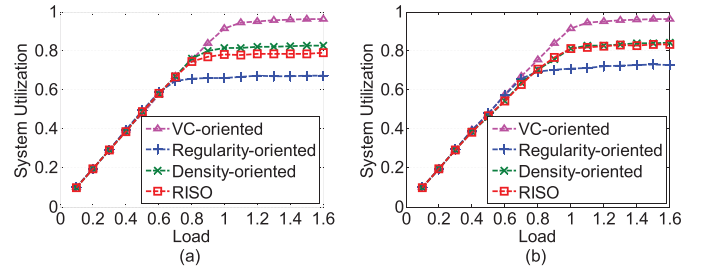 1
0.8
0.6
0.4
0.2
0
System Utilization
VC-oriented
Regularity-oriented
Density-oriented
RISO
0 0.2 0.4 0.6 0.8 1 1.2 1.4 1.6
Load
(a)
1
0.8
0.6
0.4
0.2
0
System Utilization
VC-oriented
Regularity-oriented
Density-oriented
RISO
0 0.2 0.4 0.6 0.8 1 1.2 1.4 1.6
Load
(b)